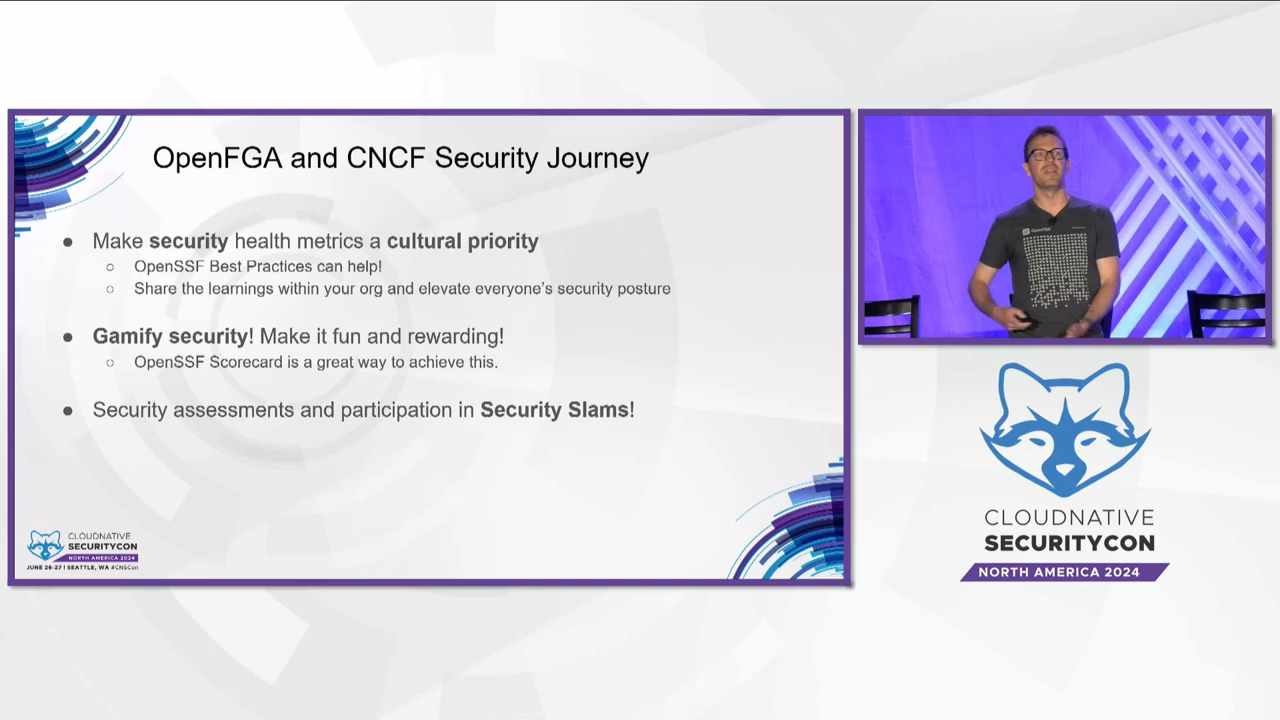 OpenFGA and CNCF Security Journey
● Make security health metrics a cultural priority
○ OpenSSF Best Practices can help!
○ Share the learnings within your org and elevate everyone's security posture
● Gamify security! Make it fun and rewarding!
○ OpenSSF Scorecard is a great way to achieve this.
● Security assessments and participation in Security Slams!
CLOUDNATIVE
SECURITYCON
NORTH AMERICA 2024
JUNE 26-27 | SEATTLE, WA #CNSCon
OpenFGA
CLOUDNATIVE
SECURITYCON
NORTH AMERICA 2024